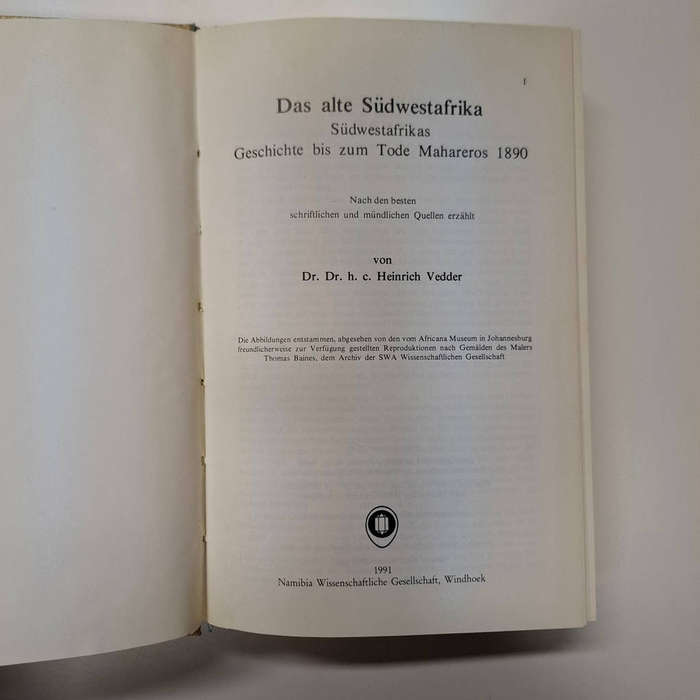 1
Das alte Südwestafrika
Südwestafrikas
Geschichte bis zum Tode Mahareros 1890
Nach den besten
schriftlichen und mündlichen Quellen erzählt
von
Dr. Dr. h. c. Heinrich Vedder
Die Abbildungen entstammen, abgesehen von den vom Africana Museum in Johannesburg
freundlicherweise zur Verfügung gestellten Reproduktionen nach Gemälden des Malers
Thomas Baines, dem Archiv der SWA Wissenschaftlichen Gesellschaft
1991
Namibia Wissenschaftliche Gesellschaft, Windhoek